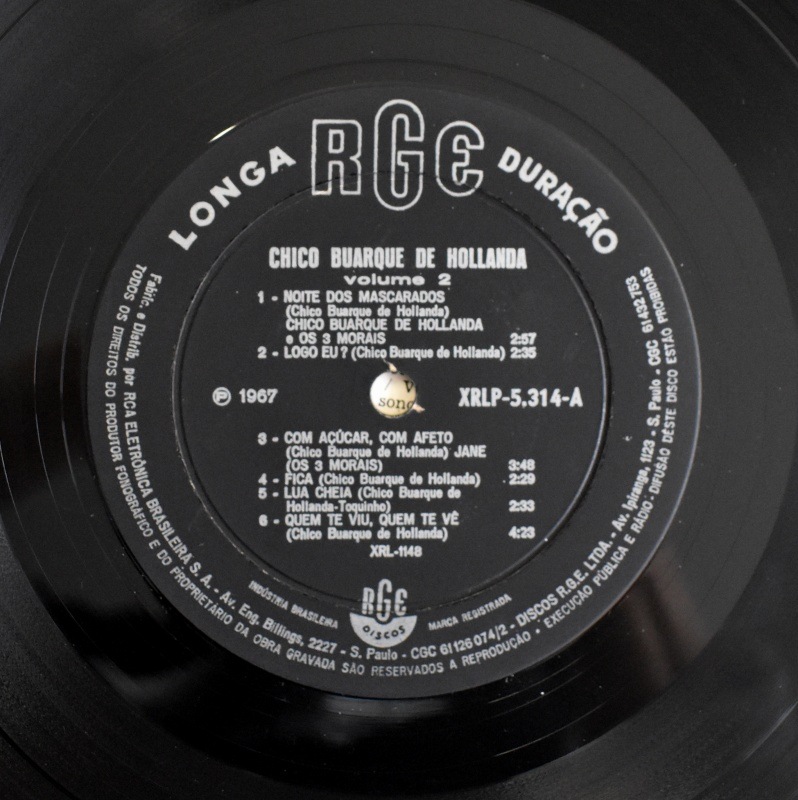 LONGA RGE DURAÇÃO
CHICO BUARQUE DE HOLLANDA
volume 2
1 - NOITE DOS MASCARADOS
(Chico Buarque de Hollanda)
CHICO BUARQUE DE HOLLANDA
e OS 3 MORAIS 2:57
2 - LOGO EU? (Chico Buarque de Hollanda) 2:35
Ⓟ 1967
song
XRLP-5.314-A
3 - COM AÇÚCAR, COM AFETO
(Chico Buarque de Hollanda) JANE
(OS 3 MORAIS) 3:48
4 - FICA (Chico Buarque de Hollanda) 2:29
5 - LUA CHEIA (Chico Buarque de
Hollanda-Toquinho) 2:33
6 - QUEM TE VIU, QUEM TE VÊ
(Chico Buarque de Hollanda) 4:23
XRL-1148
INDÚSTRIA BRASILEIRA
RGE
DISCOS
MARCA REGISTRADA
Fabric. e Distrib. por RCA ELETRÔNICA BRASILEIRA S. A. - Av. Eng. Billings, 2227 - S. Paulo - CGC 61 126 074/2 - DISCOS R.G.E. LTDA. - Av. Ipiranga, 1123 - S. Paulo - CGC 61 432 753
TODOS OS DIREITOS DO PRODUTOR FONOGRÁFICO E DO PROPRIETÁRIO DA OBRA GRAVADA SÃO RESERVADOS A REPRODUÇÃO · EXECUÇÃO PÚBLICA E RÁDIO-DIFUSÃO DÊSTE DISCO ESTÃO PROIBIDAS